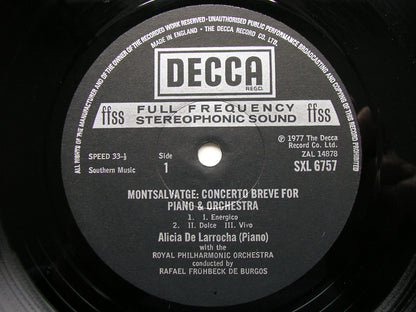 ALL RIGHTS OF THE MANUFACTURER AND OF THE OWNER OF THE RECORDED WORK RESERVED · UNAUTHORISED PUBLIC PERFORMANCE BROADCASTING AND COPYING OF THIS RECORD PROHIBITED
MADE IN ENGLAND · THE DECCA RECORD CO. LTD.
DECCA
REGD.
ffss FULL FREQUENCY ffss
STEREOPHONIC SOUND
SPEED 33-⅓
Side
1
Southern Music
℗ 1977 The Decca
Record Co. Ltd.
ZAL 14878
SXL 6757
MONTSALVATGE: CONCERTO BREVE FOR
PIANO & ORCHESTRA
1. I. Energico
2. II. Dolce III. Vivo
Alicia De Larrocha (Piano)
with the
ROYAL PHILHARMONIC ORCHESTRA
conducted by
RAFAEL FRUHBECK DE BURGOS